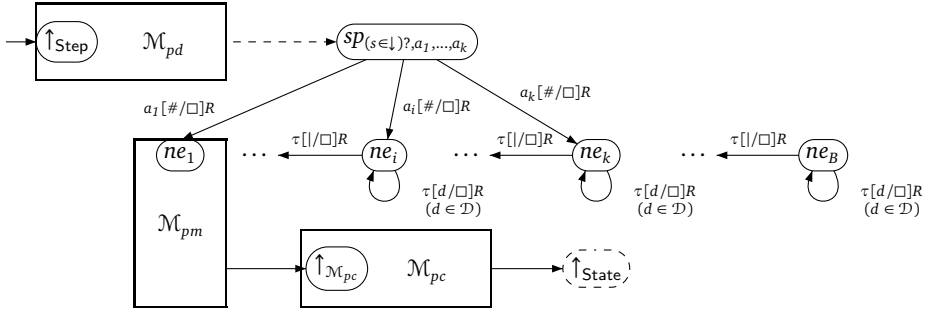 ↑Step
ℳpd
sp(s∈↓)?,a1,...,ak
a1[#/□]R
ai[#/□]R
ak[#/□]R
ne1
···
τ[|/□]R
nei
···
τ[|/□]R
nek
···
τ[|/□]R
neB
τ[d/□]R
(d ∈ 𝒟)
τ[d/□]R
(d ∈ 𝒟)
τ[d/□]R
(d ∈ 𝒟)
ℳpm
↑ℳpc
ℳpc
↑State